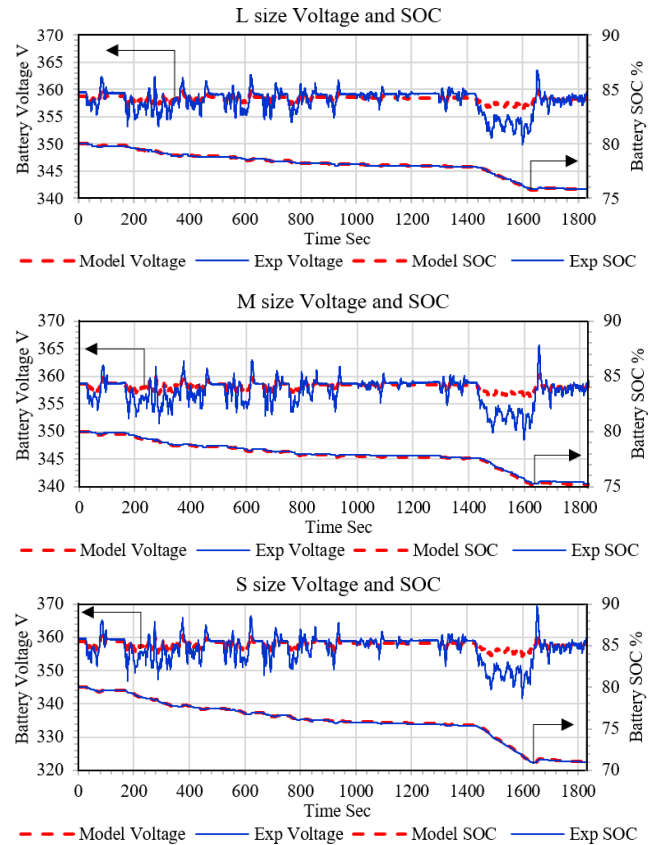 L size Voltage and SOC
Battery Voltage V
370
365
360
355
350
345
340
90
85
80
75
Battery SOC %
0 200 400 600 800 1000 1200 1400 1600 1800
Time Sec
Model Voltage Exp Voltage Model SOC Exp SOC
M size Voltage and SOC
Battery Voltage V
370
365
360
355
350
345
340
90
85
80
75
Battery SOC %
0 200 400 600 800 1000 1200 1400 1600 1800
Time Sec
Model Voltage Exp Voltage Model SOC Exp SOC
S size Voltage and SOC
Battery Voltage V
370
360
350
340
330
320
90
85
80
75
70
Battery SOC %
0 200 400 600 800 1000 1200 1400 1600 1800
Time Sec
Model Voltage Exp Voltage Model SOC Exp SOC